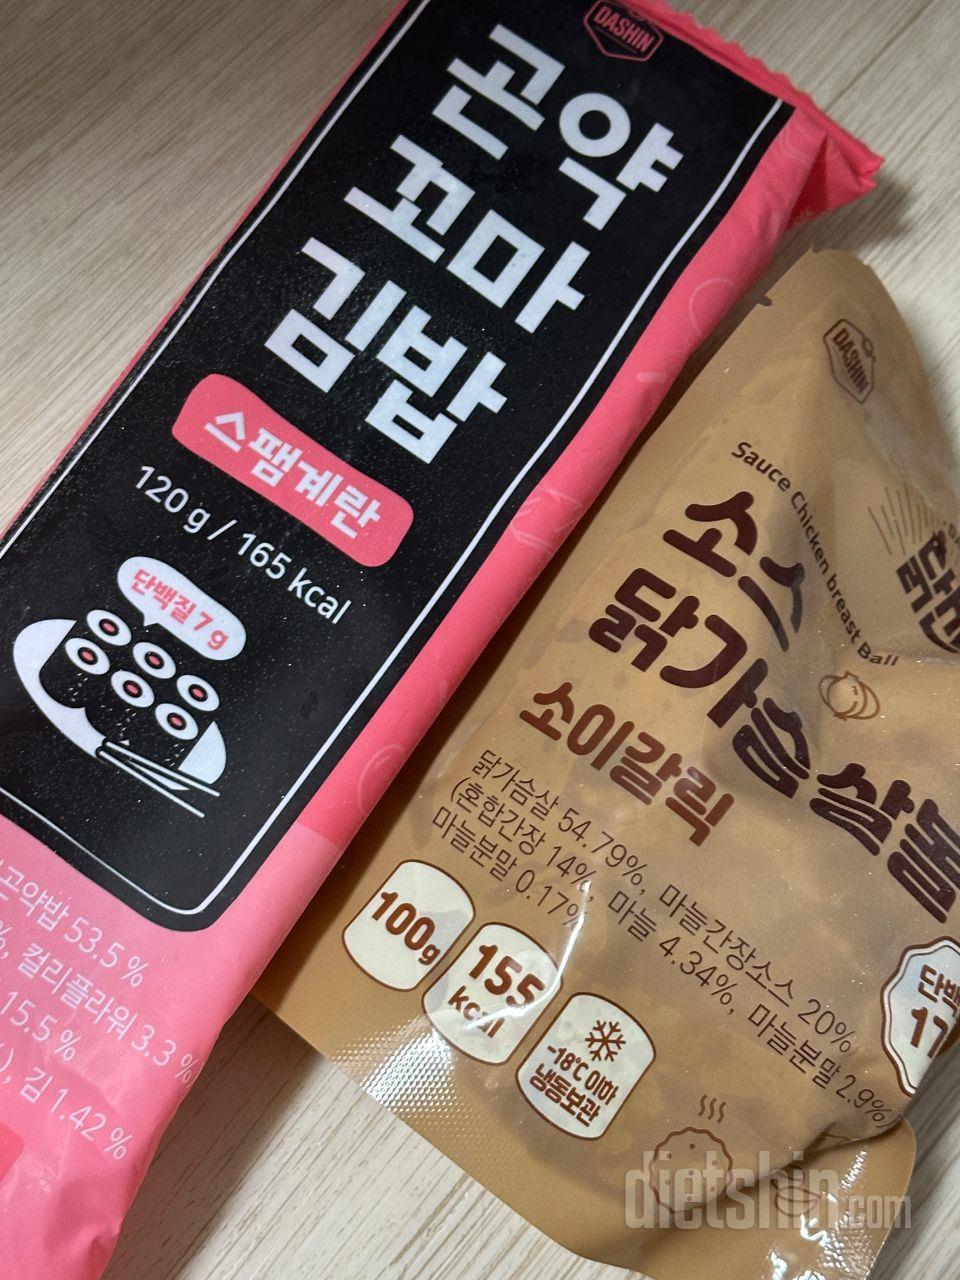 DASHIN
곤약
꼬마
김밥
스팸계란
120 g / 165 kcal
단백질 7 g
곤약밥 53.5 %
%, 컬리플라워 3.3 %
15.5 %
), 김 1.42 %
DASHIN
Sauce Chicken breast Ball
소스
닭가슴살볼
소이갈릭
닭가슴살 54.79%, 마늘간장소스 20%
(혼합간장 14%, 마늘 4.34%, 마늘분말 2.9%)
마늘분말 0.17%
100g
155
kcal
-18℃ 이하
냉동보관
단백
17
dietshin.com